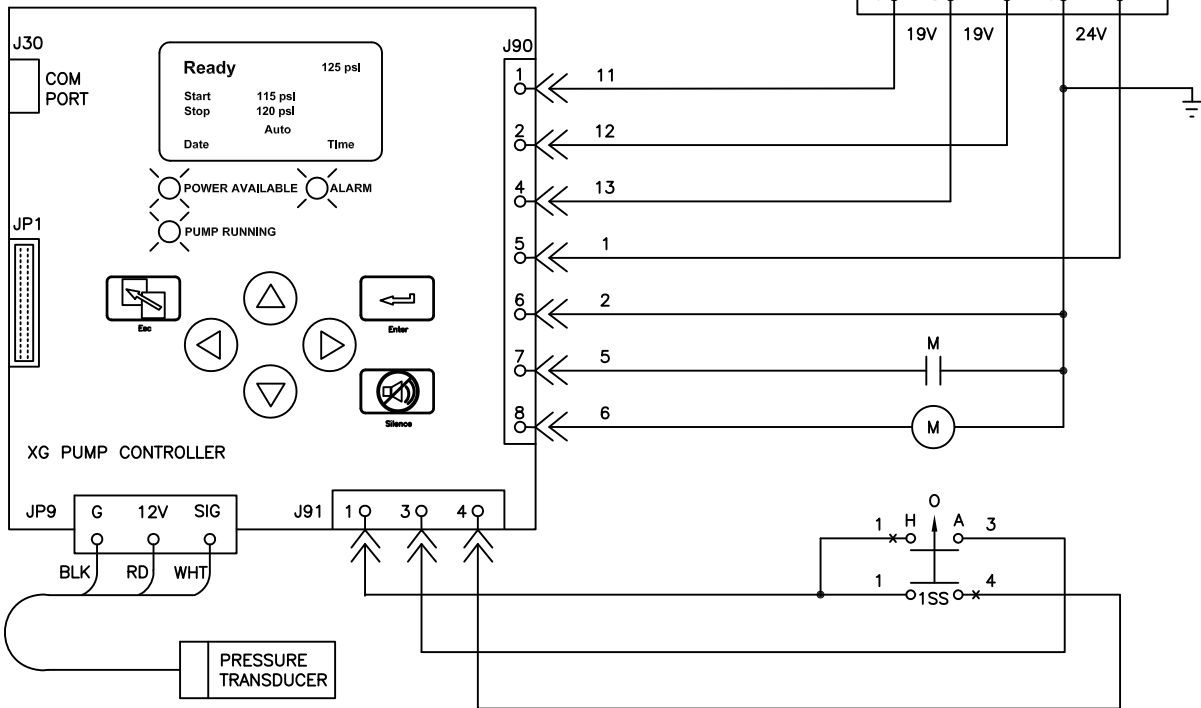 19V 19V 24V
J30
COM
PORT
Ready 125 psi
Start 115 psl
Stop 120 psl
Auto
Date TIme
POWER AVAILABLE ALARM
PUMP RUNNING
JP1
Esc
Enter
Silence
XG PUMP CONTROLLER
J90
1 11
2 12
4 13
5 1
6 2
7 5 M
8 6 M
JP9 G 12V SIG
BLK RD WHT
J91 1 3 4
PRESSURE
TRANSDUCER
O
1 H A 3
1 1SS 4